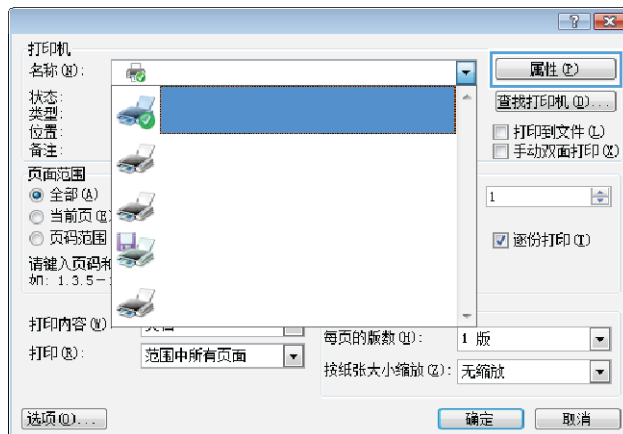 打印机
名称(N):
属性(P)
状态:
类型:
位置:
备注:
查找打印机(D)...
打印到文件(L)
手动双面打印(X)
页面范围
全部(A)
当前页(E
页码范围
请键入页码和
如: 1.3.5-
1
逐份打印(T)
打印内容(W):
打印(R):
范围中所有页面
每页的版数(H):
1 版
按纸张大小缩放(Z):
无缩放
选项(O)...
确定
取消